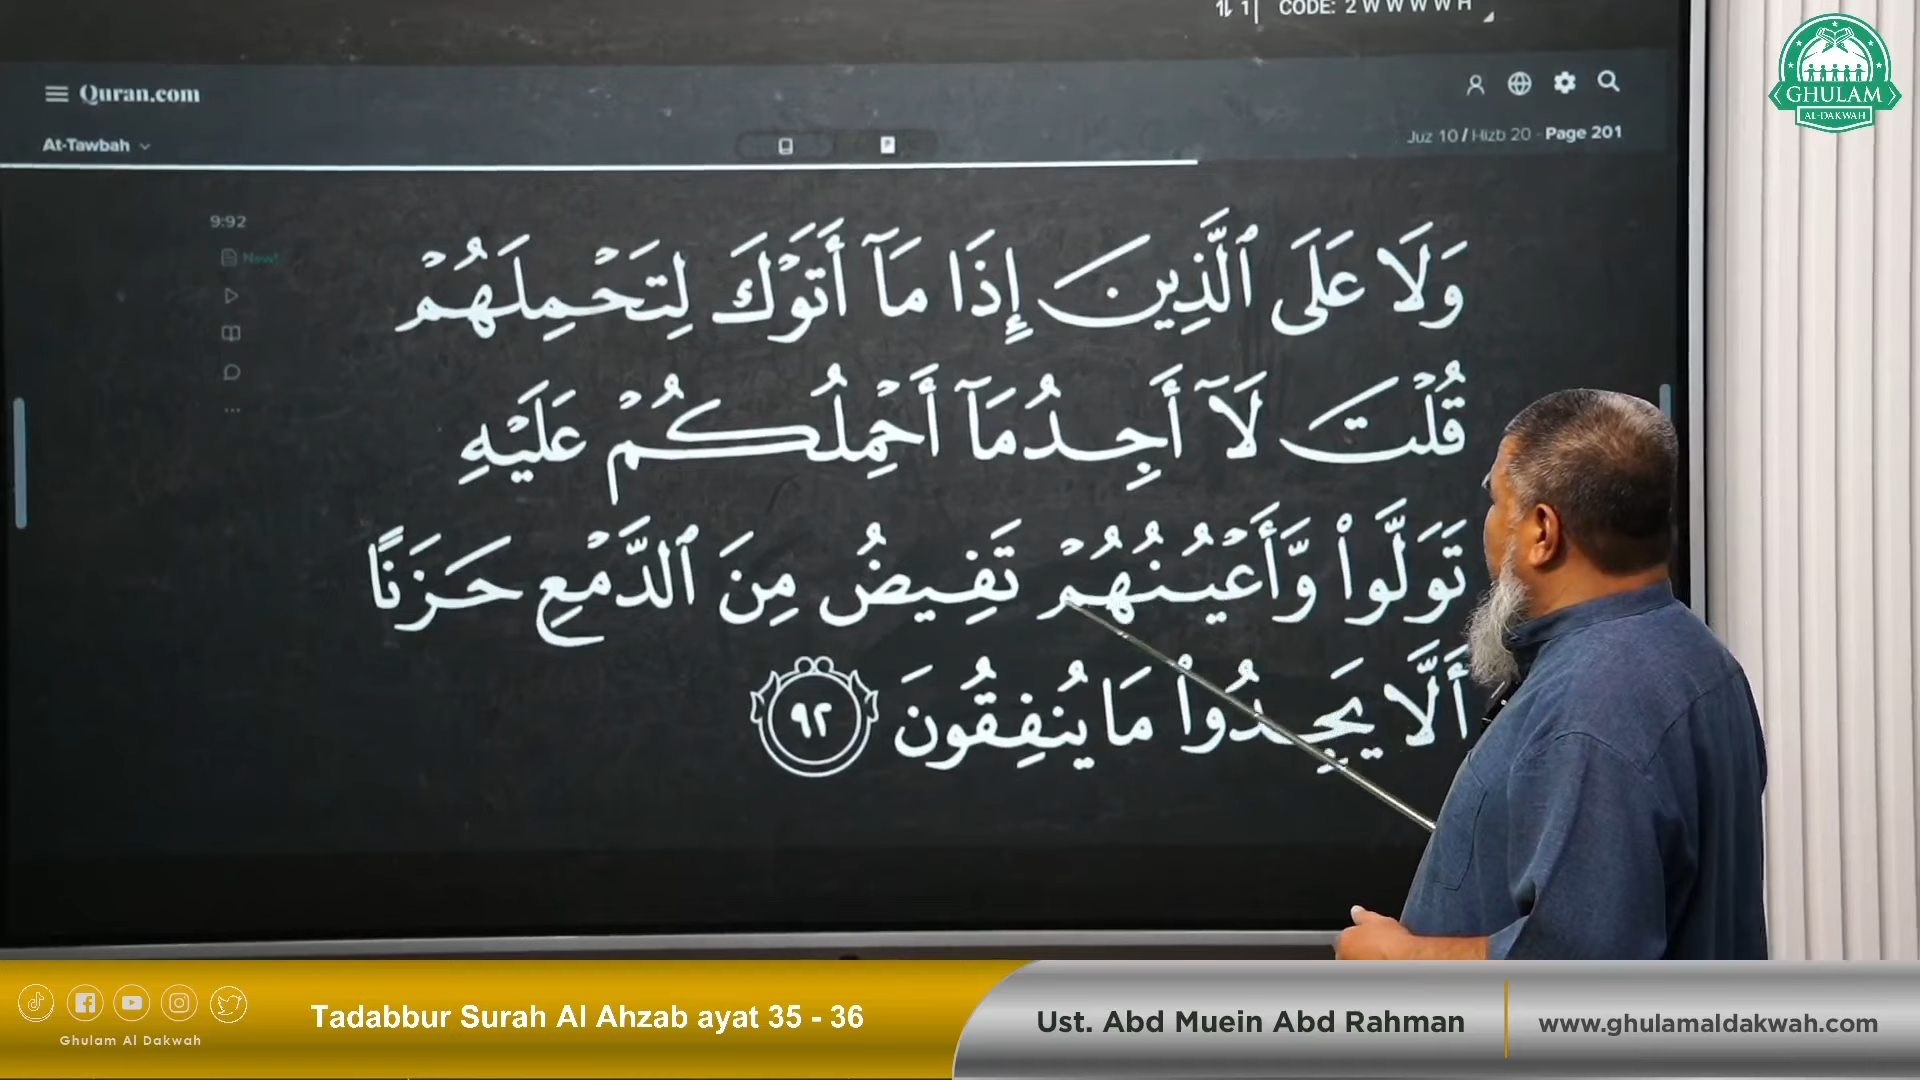 CODE: 2 W W W W H
Quran.com
GHULAM
AL-DAKWAH
At-Tawbah
Juz 10 / Hizb 20 - Page 201
9:92
New!
وَلَا عَلَى ٱلَّذِينَ إِذَا مَآ أَتَوْكَ لِتَحْمِلَهُمْ
قُلْتَ لَآ أَجِدُ مَآ أَحْمِلُكُمْ عَلَيْهِ
تَوَلَّوا۟ وَّأَعْيُنُهُمْ تَفِيضُ مِنَ ٱلدَّمْعِ حَزَنًا
أَلَّا يَجِدُوا۟ مَا يُنفِقُونَ ٩٢
Ghulam Al Dakwah
Tadabbur Surah Al Ahzab ayat 35 - 36
Ust. Abd Muein Abd Rahman
www.ghulamaldakwah.com